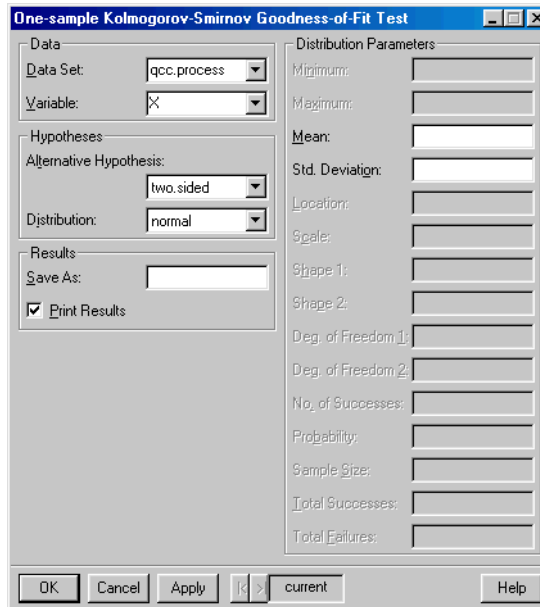 One-sample Kolmogorov-Smirnov Goodness-of-Fit Test
Data
Data Set: qcc.process
Variable: X
Hypotheses
Alternative Hypothesis:
two.sided
Distribution: normal
Results
Save As:
Print Results
Distribution Parameters
Minimum:
Maximum:
Mean:
Std. Deviation:
Location:
Scale:
Shape 1:
Shape 2:
Deg. of Freedom 1:
Deg. of Freedom 2:
No. of Successes:
Probability:
Sample Size:
Total Successes:
Total Failures:
OK Cancel Apply current Help